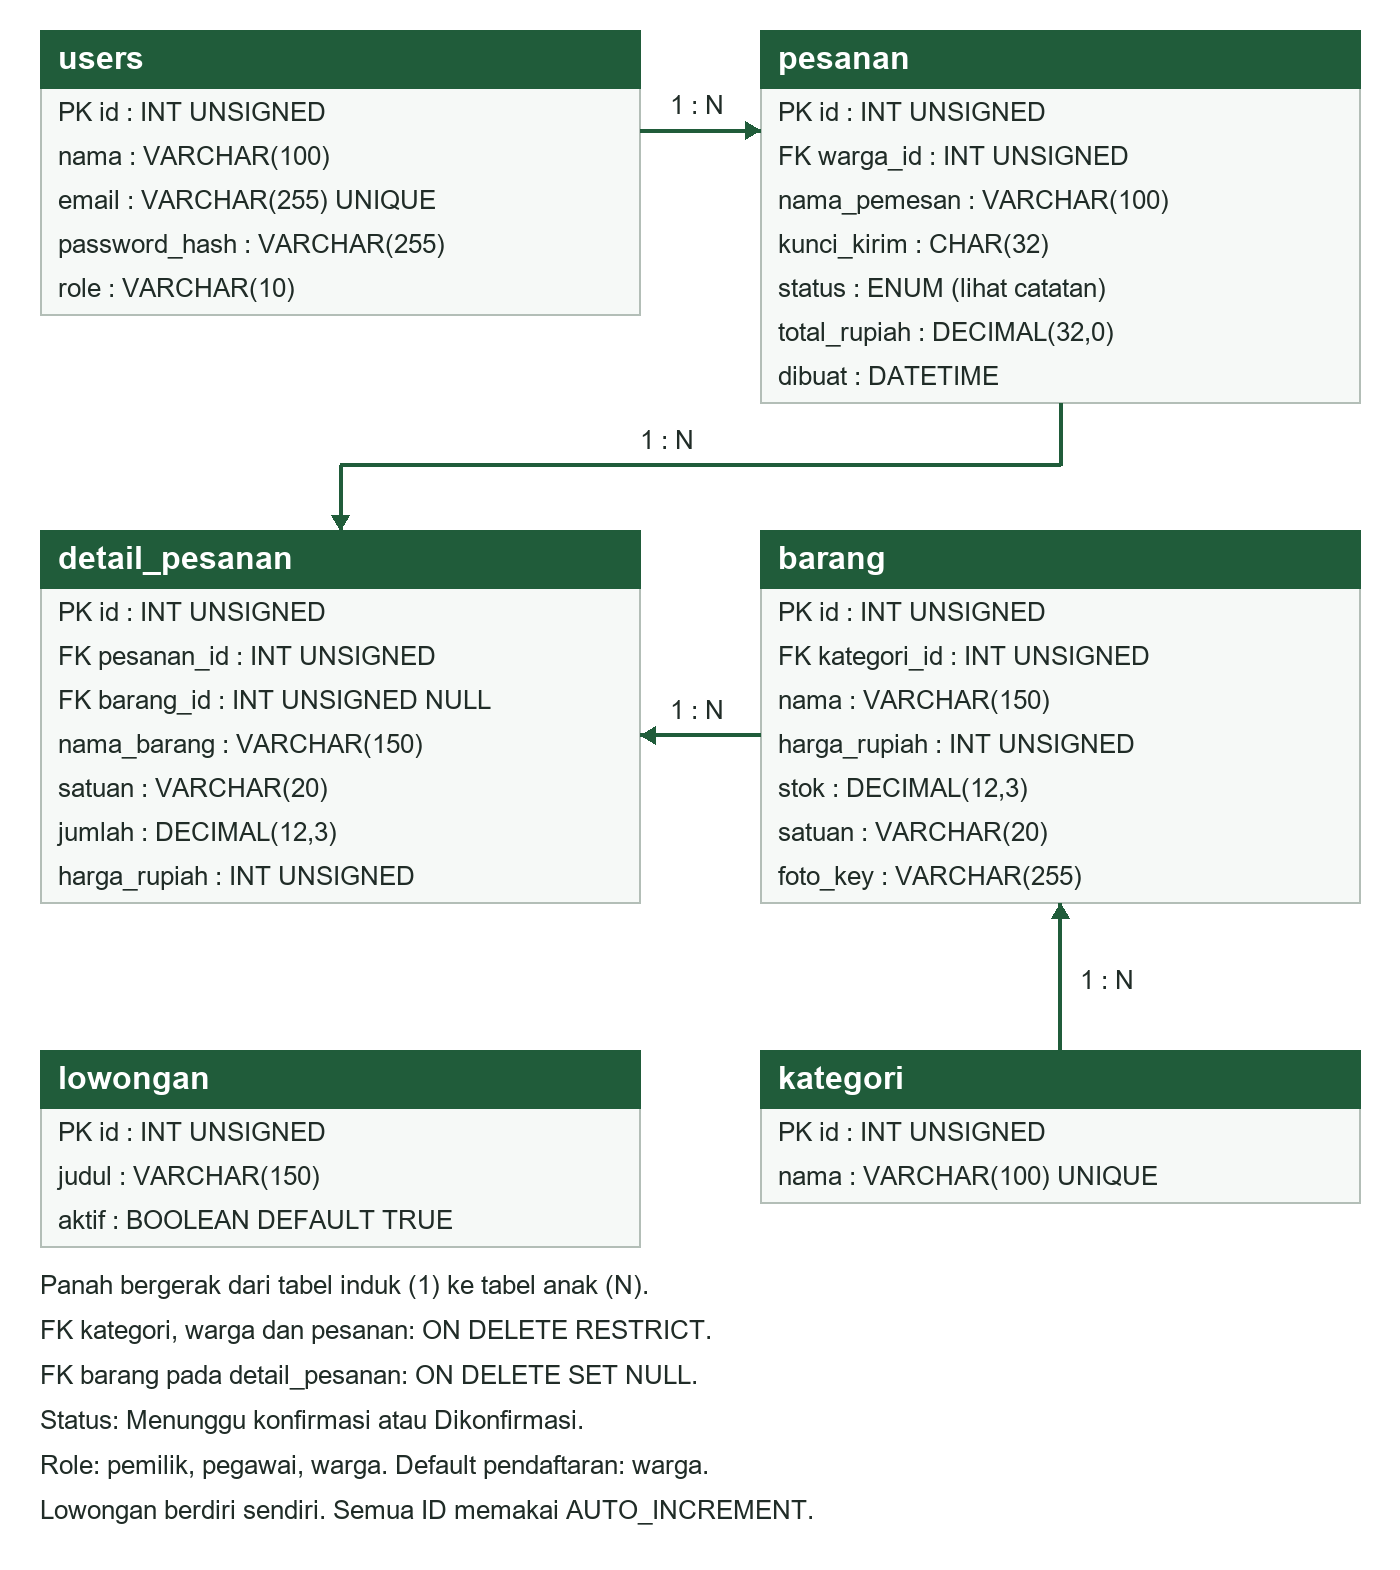 users
PK id : INT UNSIGNED
nama : VARCHAR(100)
email : VARCHAR(255) UNIQUE
password_hash : VARCHAR(255)
role : VARCHAR(10)
1 : N
pesanan
PK id : INT UNSIGNED
FK warga_id : INT UNSIGNED
nama_pemesan : VARCHAR(100)
kunci_kirim : CHAR(32)
status : ENUM (lihat catatan)
total_rupiah : DECIMAL(32,0)
dibuat : DATETIME
1 : N
detail_pesanan
PK id : INT UNSIGNED
FK pesanan_id : INT UNSIGNED
FK barang_id : INT UNSIGNED NULL
nama_barang : VARCHAR(150)
satuan : VARCHAR(20)
jumlah : DECIMAL(12,3)
harga_rupiah : INT UNSIGNED
1 : N
barang
PK id : INT UNSIGNED
FK kategori_id : INT UNSIGNED
nama : VARCHAR(150)
harga_rupiah : INT UNSIGNED
stok : DECIMAL(12,3)
satuan : VARCHAR(20)
foto_key : VARCHAR(255)
1 : N
lowongan
PK id : INT UNSIGNED
judul : VARCHAR(150)
aktif : BOOLEAN DEFAULT TRUE
kategori
PK id : INT UNSIGNED
nama : VARCHAR(100) UNIQUE
Panah bergerak dari tabel induk (1) ke tabel anak (N).
FK kategori, warga dan pesanan: ON DELETE RESTRICT.
FK barang pada detail_pesanan: ON DELETE SET NULL.
Status: Menunggu konfirmasi atau Dikonfirmasi.
Role: pemilik, pegawai, warga. Default pendaftaran: warga.
Lowongan berdiri sendiri. Semua ID memakai AUTO_INCREMENT.